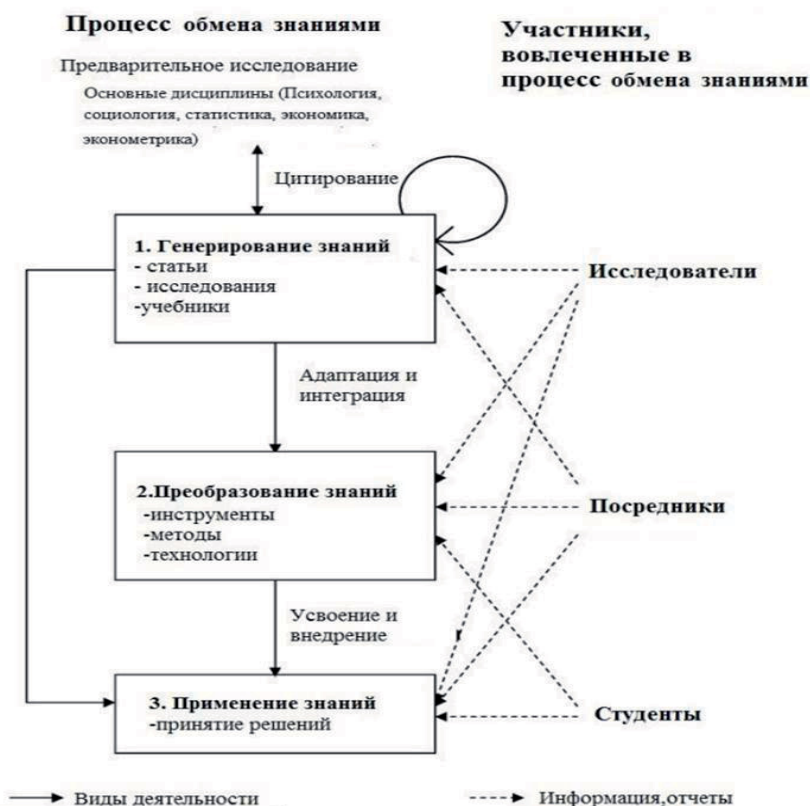 Процесс обмена знаниями
Предварительное исследование
Основные дисциплины (Психология,
социология, статистика, экономика,
эконометрика)
Участники,
вовлеченные в
процесс обмена знаниями
Цитирование
1. Генерирование знаний
- статьи
- исследования
-учебники
Исследователи
Адаптация и
интеграция
2.Преобразование знаний
-инструменты
-методы
-технологии
Посредники
Усвоение и
внедрение
3. Применение знаний
-принятие решений
Студенты
Виды деятельности
Информация,отчеты